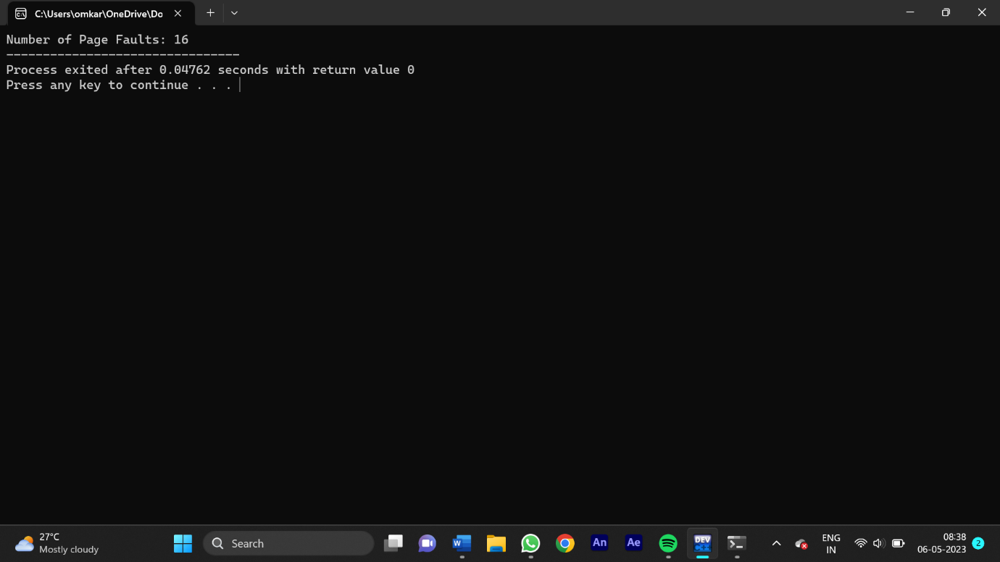 C:\Users\omkar\OneDrive\Do
Number of Page Faults: 16
--------------------------------
Process exited after 0.04762 seconds with return value 0
Press any key to continue . . .
27°C
Mostly cloudy
Search
W
An
Ae
DEV
C++
ENG
IN
08:38
06-05-2023
2